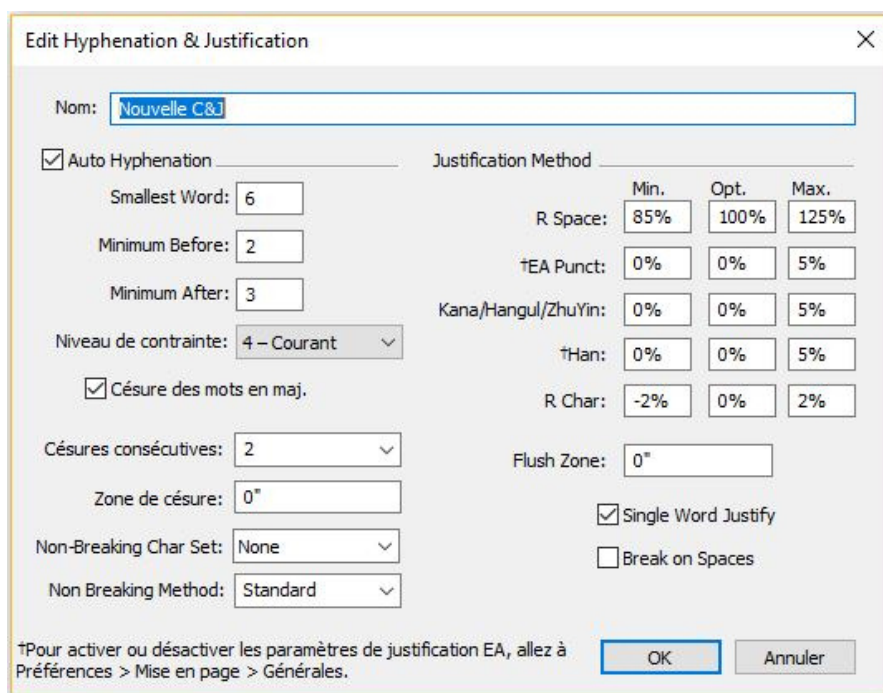 Edit Hyphenation & Justification
Nom: Nouvelle C&J
Auto Hyphenation
Smallest Word: 6
Minimum Before: 2
Minimum After: 3
Niveau de contrainte: 4 – Courant
Césure des mots en maj.
Césures consécutives: 2
Zone de césure: 0"
Non-Breaking Char Set: None
Non Breaking Method: Standard
Justification Method
Min. Opt. Max.
R Space: 85% 100% 125%
†EA Punct: 0% 0% 5%
Kana/Hangul/ZhuYin: 0% 0% 5%
†Han: 0% 0% 5%
R Char: -2% 0% 2%
Flush Zone: 0"
Single Word Justify
Break on Spaces
†Pour activer ou désactiver les paramètres de justification EA, allez à
Préférences > Mise en page > Générales.
OK Annuler